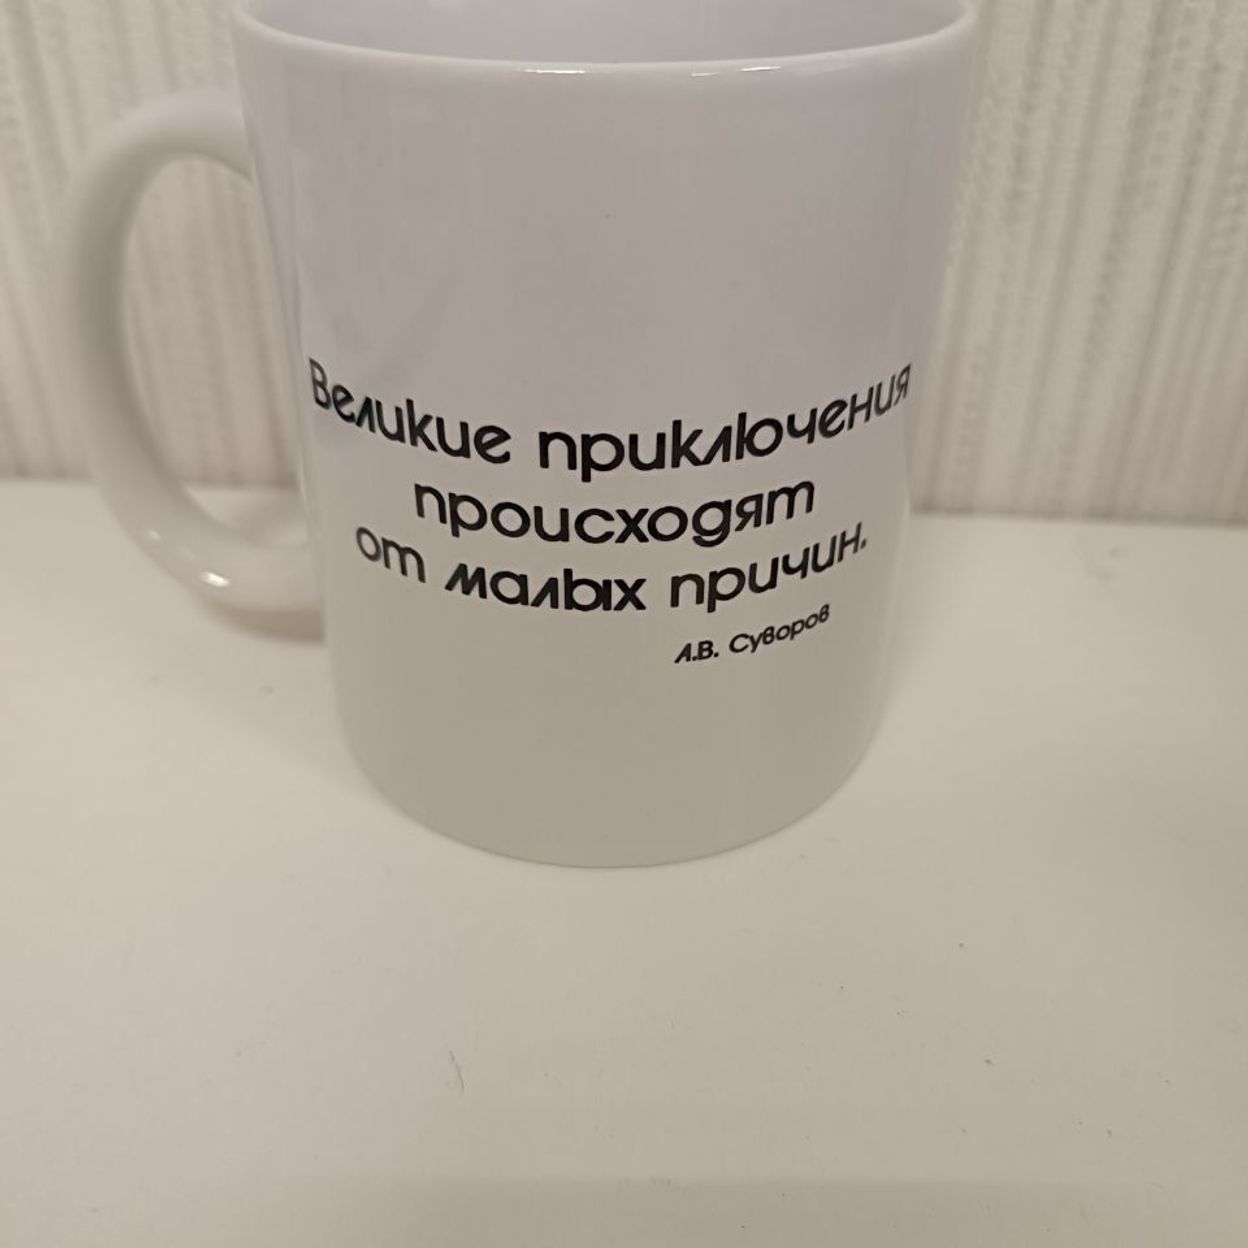 Великие приключения
происходят
от малых причин.
А.В. Суворов